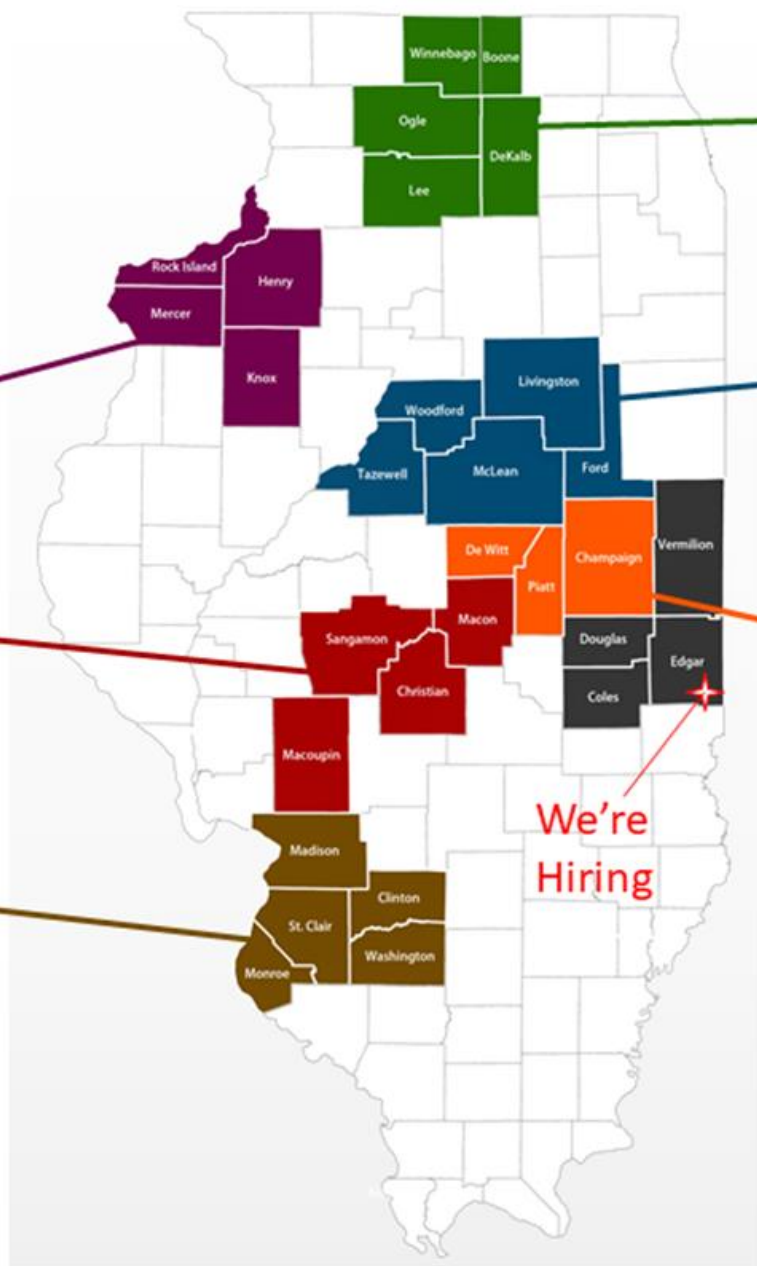 Winnebago
Boone
Ogle
DeKalb
Lee
Rock Island
Henry
Mercer
Knox
Livingston
Woodford
Tazewell
McLean
Ford
De Witt
Piatt
Champaign
Vermilion
Sangamon
Macon
Christian
Douglas
Edgar
Coles
Macoupin
We're
Hiring
Madison
Clinton
St. Clair
Washington
Monroe